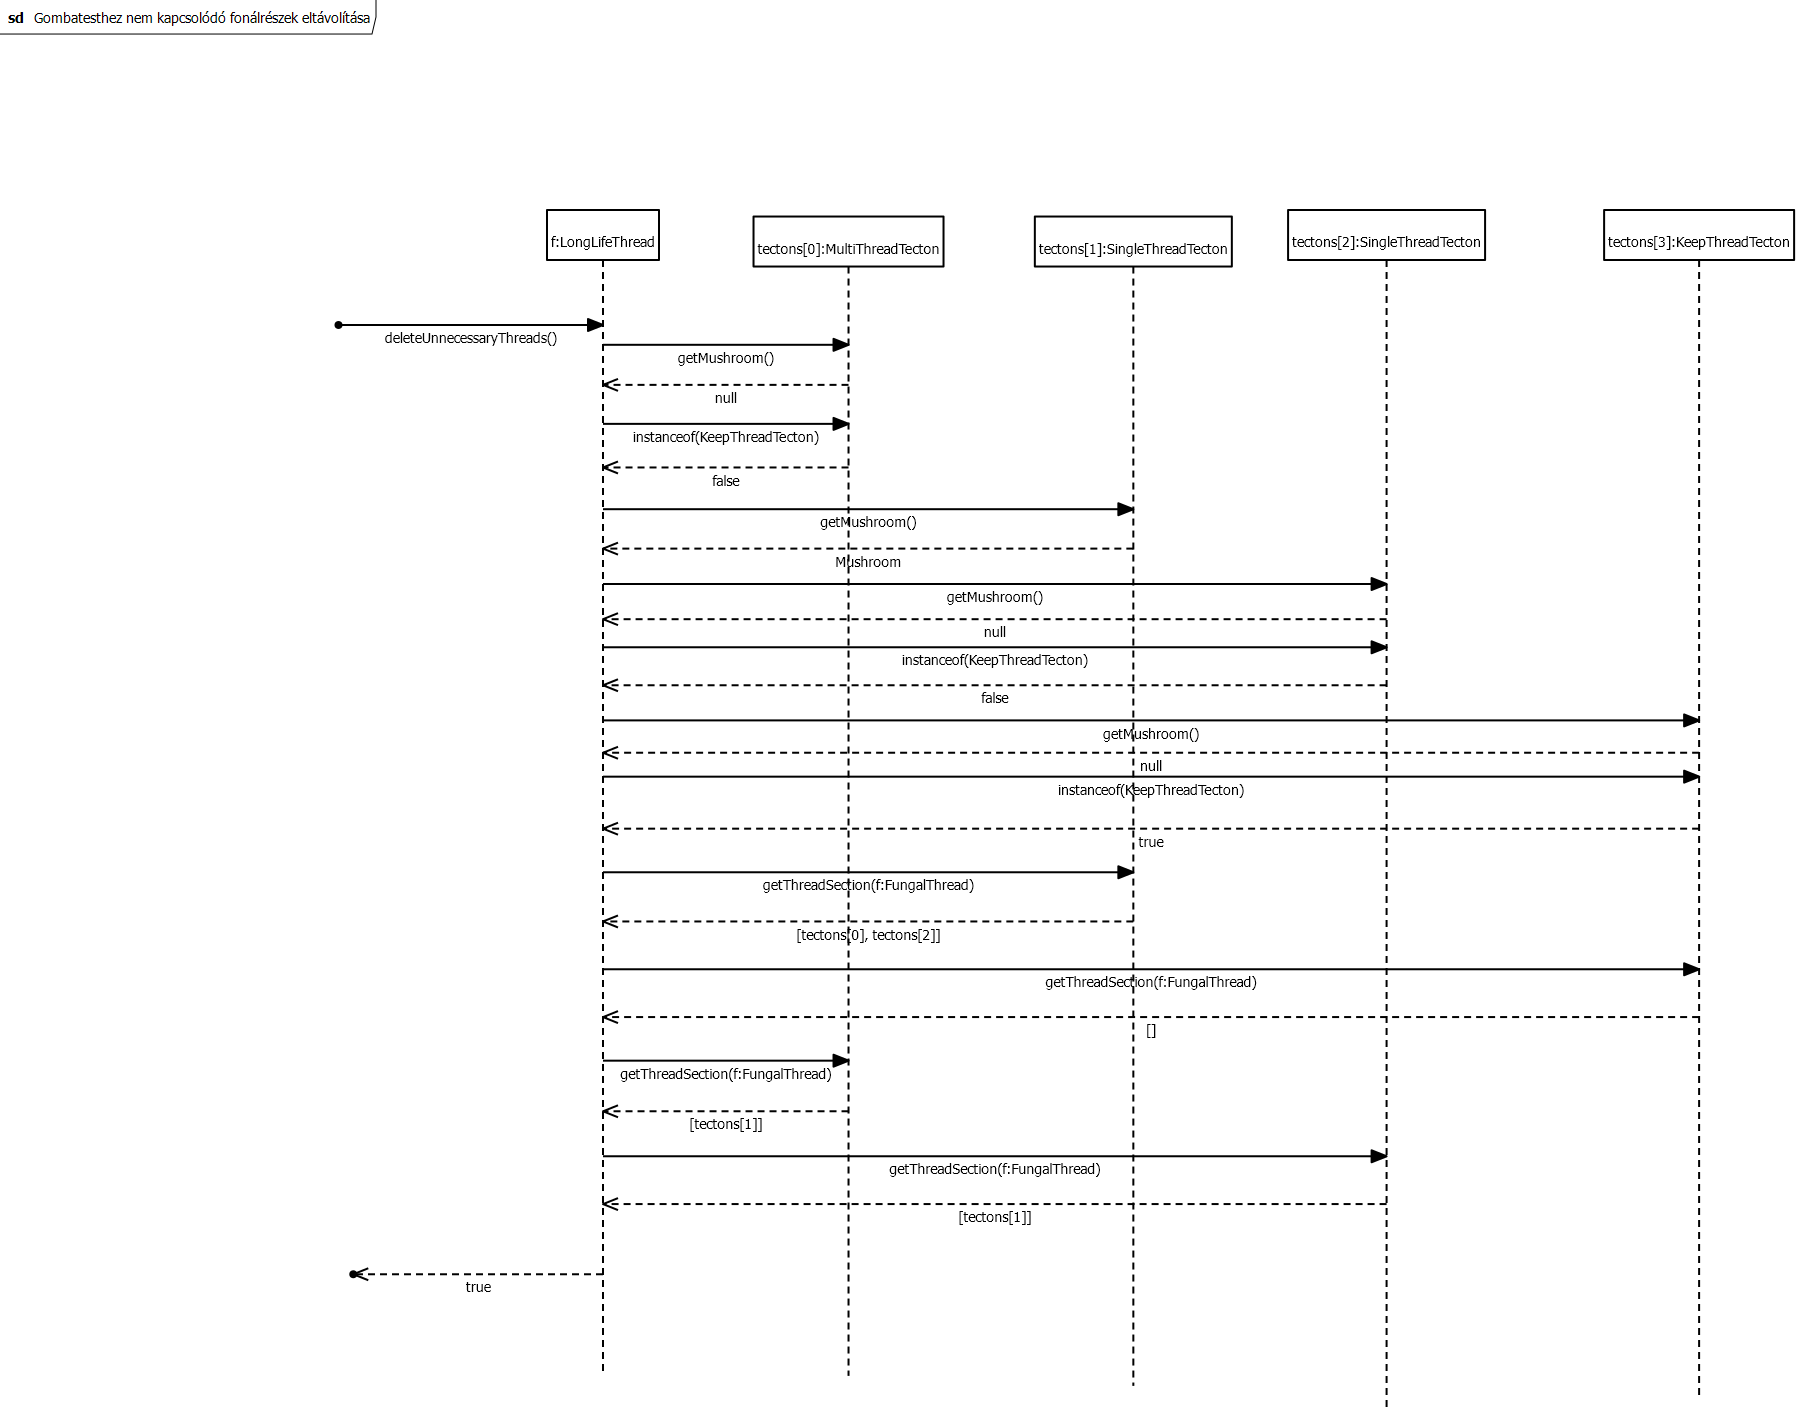 sd Gombatesthez nem kapcsolódó fonálrészek eltávolítása
f:LongLifeThread
tectons[0]:MultiThreadTecton
tectons[1]:SingleThreadTecton
tectons[2]:SingleThreadTecton
tectons[3]:KeepThreadTecton
deleteUnnecessaryThreads()
getMushroom()
null
instanceof(KeepThreadTecton)
false
getMushroom()
Mushroom
getMushroom()
null
instanceof(KeepThreadTecton)
false
getMushroom()
null
instanceof(KeepThreadTecton)
true
getThreadSection(f:FungalThread)
[tectons[0], tectons[2]]
getThreadSection(f:FungalThread)
[]
getThreadSection(f:FungalThread)
[tectons[1]]
getThreadSection(f:FungalThread)
[tectons[1]]
true